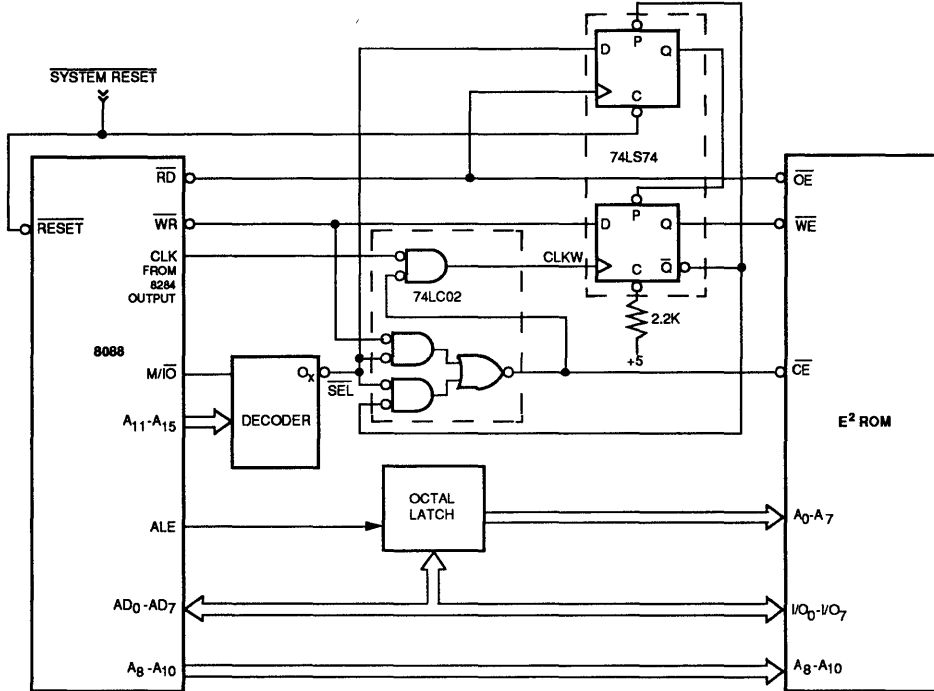 SYSTEM RESET
P
D
Q
C
74LS74
RD
OE
RESET
WR
P
D
Q
WE
CLK
FROM
8284
OUTPUT
CLKW
Q
C
74LC02
2.2K
+5
8088
M/IO
Ox
SEL
CE
DECODER
A11-A15
E2 ROM
OCTAL
LATCH
ALE
A0-A7
AD0-AD7
I/O0-I/O7
A8-A10
A8-A10